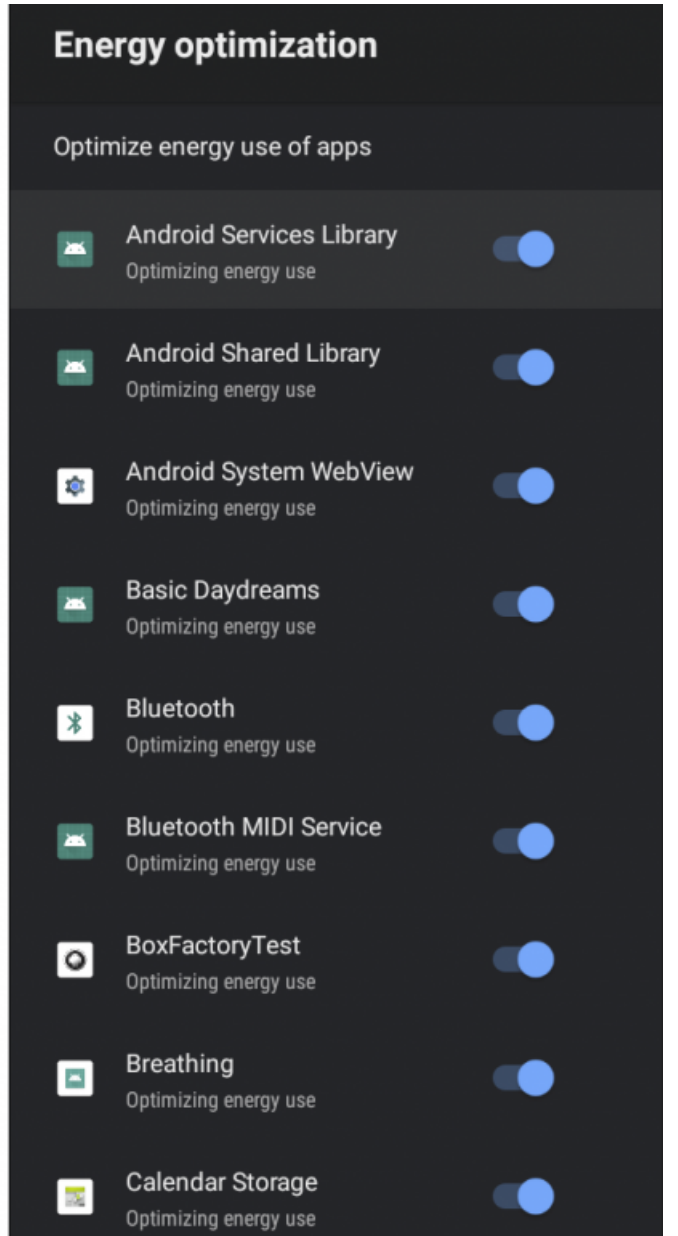 Energy optimization
Optimize energy use of apps
Android Services Library
Optimizing energy use
Android Shared Library
Optimizing energy use
Android System WebView
Optimizing energy use
Basic Daydreams
Optimizing energy use
Bluetooth
Optimizing energy use
Bluetooth MIDI Service
Optimizing energy use
BoxFactoryTest
Optimizing energy use
Breathing
Optimizing energy use
Calendar Storage
Optimizing energy use